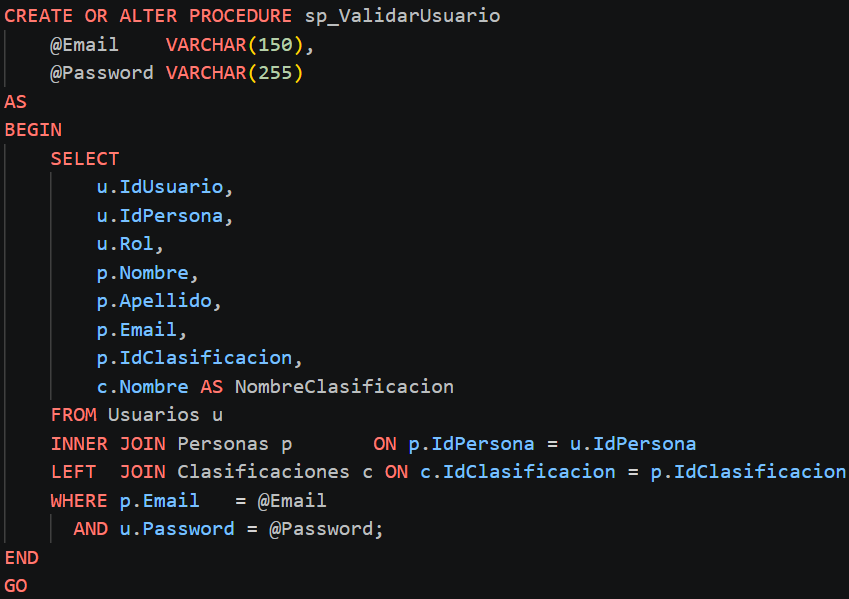 CREATE OR ALTER PROCEDURE sp_ValidarUsuario
    @Email    VARCHAR(150),
    @Password VARCHAR(255)
AS
BEGIN
    SELECT
        u.IdUsuario,
        u.IdPersona,
        u.Rol,
        p.Nombre,
        p.Apellido,
        p.Email,
        p.IdClasificacion,
        c.Nombre AS NombreClasificacion
    FROM Usuarios u
    INNER JOIN Personas p       ON p.IdPersona = u.IdPersona
    LEFT  JOIN Clasificaciones c ON c.IdClasificacion = p.IdClasificacion
    WHERE p.Email   = @Email
      AND u.Password = @Password;
END
GO